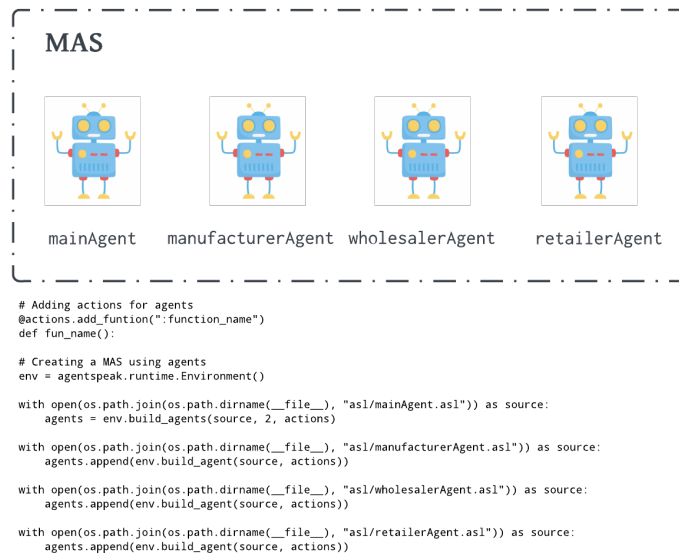 MAS
mainAgent manufacturerAgent wholesalerAgent retailerAgent
# Adding actions for agents
@actions.add_funtion(":function_name")
def fun_name():
# Creating a MAS using agents
env = agentspeak.runtime.Environment()
with open(os.path.join(os.path.dirname(__file__), "asl/mainAgent.asl")) as source:
    agents = env.build_agents(source, 2, actions)
with open(os.path.join(os.path.dirname(__file__), "asl/manufacturerAgent.asl")) as source:
    agents.append(env.build_agent(source, actions))
with open(os.path.join(os.path.dirname(__file__), "asl/wholesalerAgent.asl")) as source:
    agents.append(env.build_agent(source, actions))
with open(os.path.join(os.path.dirname(__file__), "asl/retailerAgent.asl")) as source:
    agents.append(env.build_agent(source, actions))